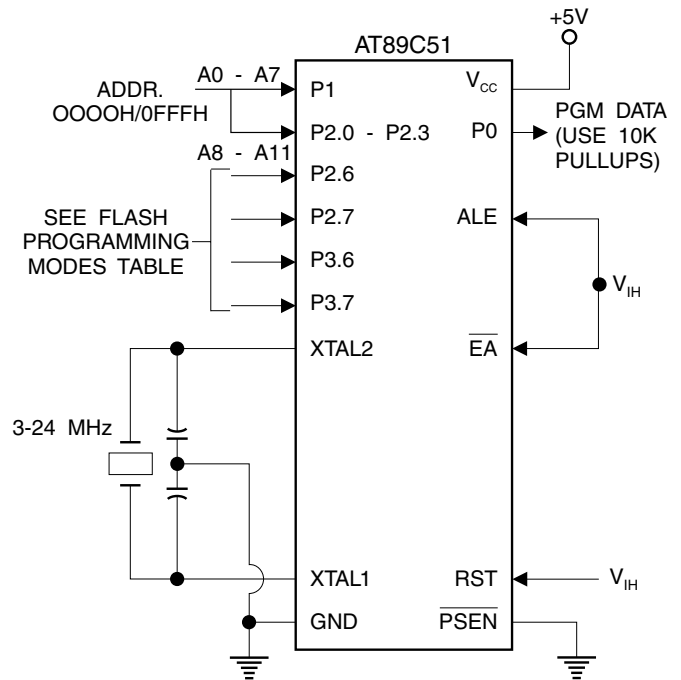 +5V
AT89C51
A0 - A7
ADDR.
OOOOH/0FFFH
P1
VCC
P2.0 - P2.3
P0
PGM DATA
(USE 10K
PULLUPS)
A8 - A11
P2.6
SEE FLASH
PROGRAMMING
MODES TABLE
P2.7
ALE
P3.6
VIH
P3.7
XTAL2
EA
3-24 MHz
XTAL1
RST
VIH
GND
PSEN